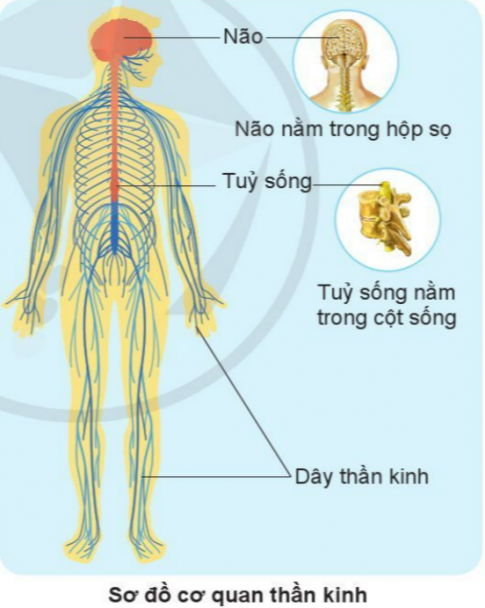 Não
Não nằm trong hộp sọ
Tuỷ sống
Tuỷ sống nằm
trong cột sống
Dây thần kinh
Sơ đồ cơ quan thần kinh